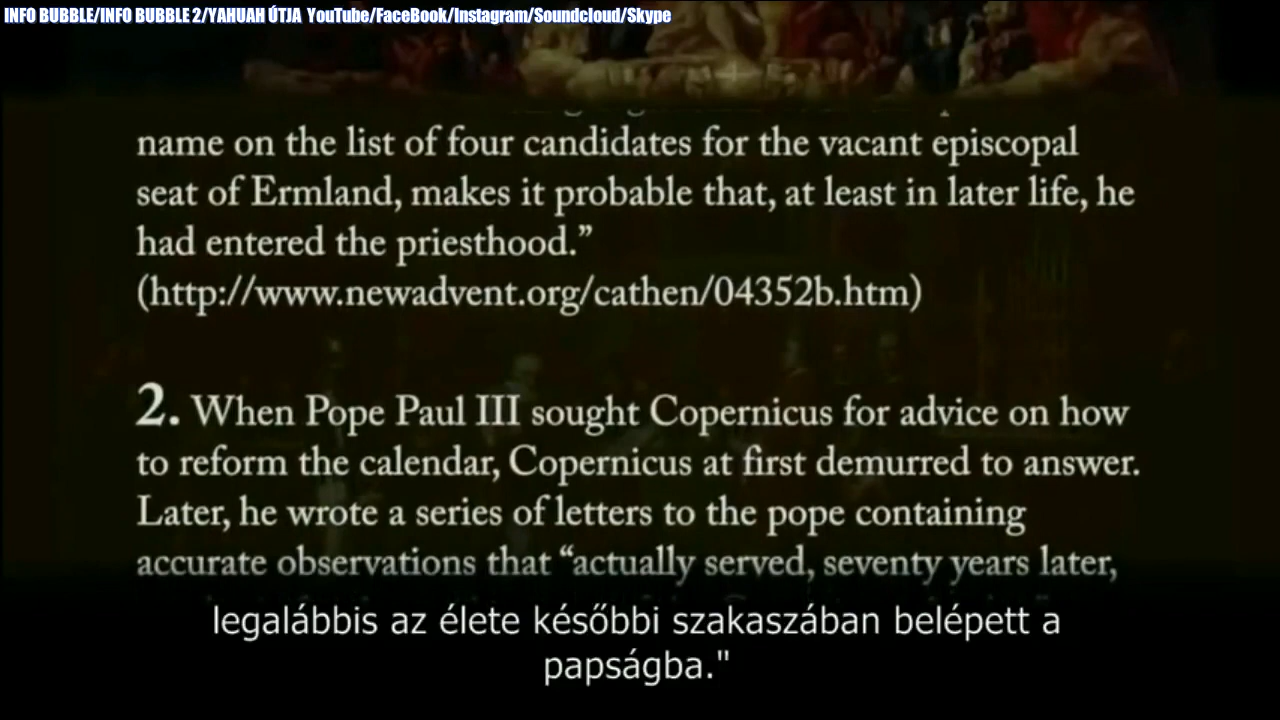 INFO BUBBLE/INFO BUBBLE 2/YAHUAH ÚTJA YouTube/FaceBook/Instagram/Soundcloud/Skype
name on the list of four candidates for the vacant episcopal
seat of Ermland, makes it probable that, at least in later life, he
had entered the priesthood.”
(http://www.newadvent.org/cathen/04352b.htm)
2. When Pope Paul III sought Copernicus for advice on how
to reform the calendar, Copernicus at first demurred to answer.
Later, he wrote a series of letters to the pope containing
accurate observations that “actually served, seventy years later,
legalábbis az élete későbbi szakaszában belépett a
papságba."